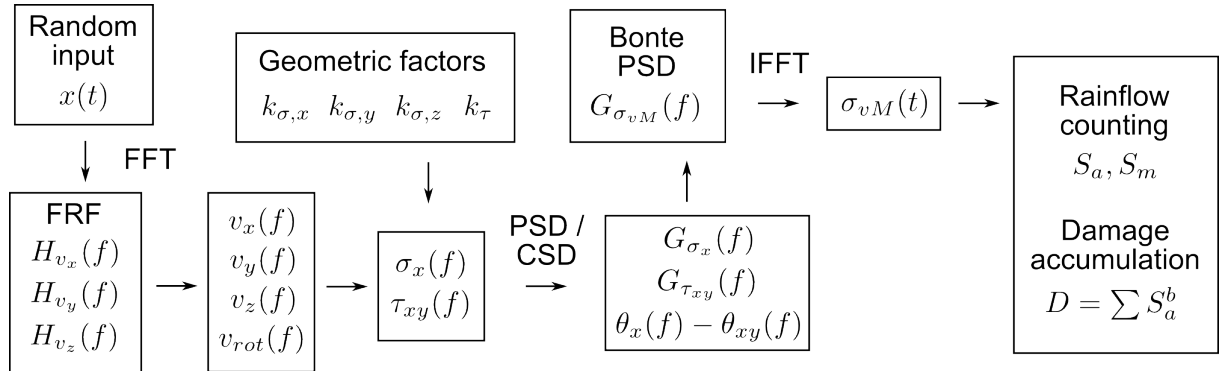 Random
input
x(t)
FFT
FRF
H_{v_x}(f)
H_{v_y}(f)
H_{v_z}(f)
v_x(f)
v_y(f)
v_z(f)
v_{rot}(f)
Geometric factors
k_{σ,x} k_{σ,y} k_{σ,z} k_τ
σ_x(f)
τ_{xy}(f)
PSD /
CSD
G_{σ_x}(f)
G_{τ_{xy}}(f)
θ_x(f) − θ_{xy}(f)
Bonte
PSD
G_{σ_{vM}}(f)
IFFT
σ_{vM}(t)
Rainflow
counting
S_a, S_m
Damage
accumulation
D = ∑ S_a^b